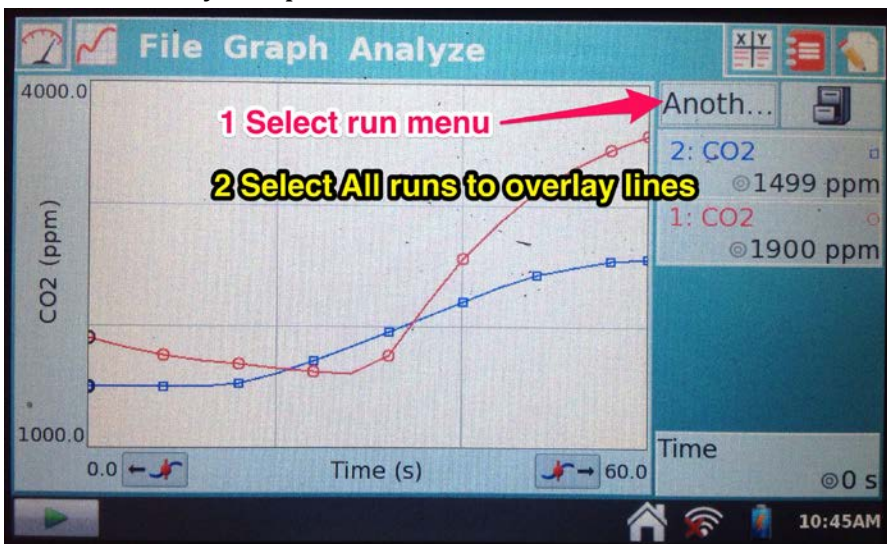 File Graph Analyze
X Y
4000.0
Anoth...
1 Select run menu
2: CO2
1499 ppm
2 Select All runs to overlay lines
1: CO2
1900 ppm
CO2 (ppm)
1000.0
0.0
Time (s)
60.0
Time
0 s
10:45AM